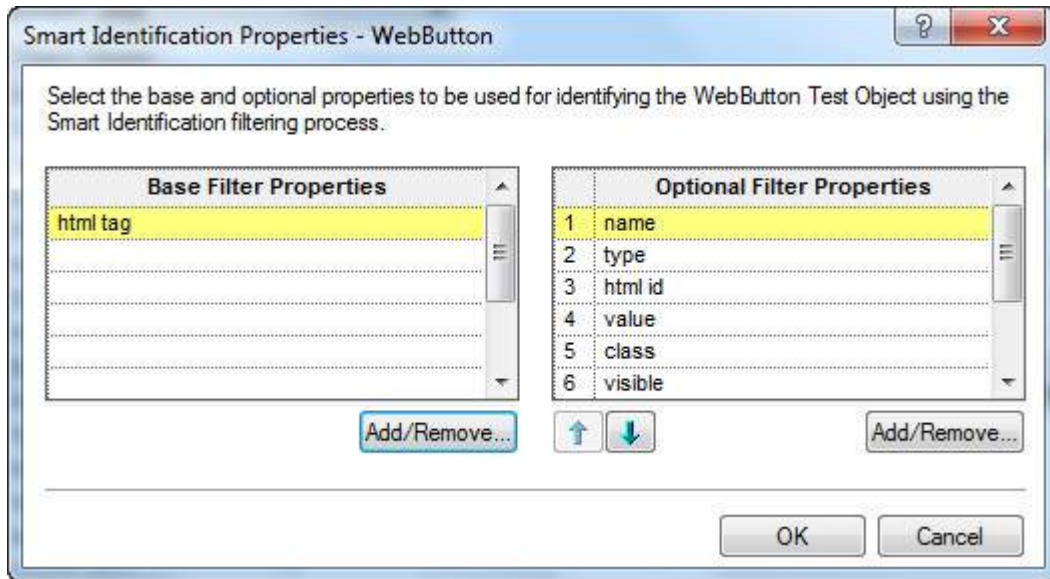 Smart Identification Properties - WebButton
Select the base and optional properties to be used for identifying the WebButton Test Object using the
Smart Identification filtering process.
Base Filter Properties
html tag
Optional Filter Properties
1 name
2 type
3 html id
4 value
5 class
6 visible
Add/Remove...
Add/Remove...
OK
Cancel